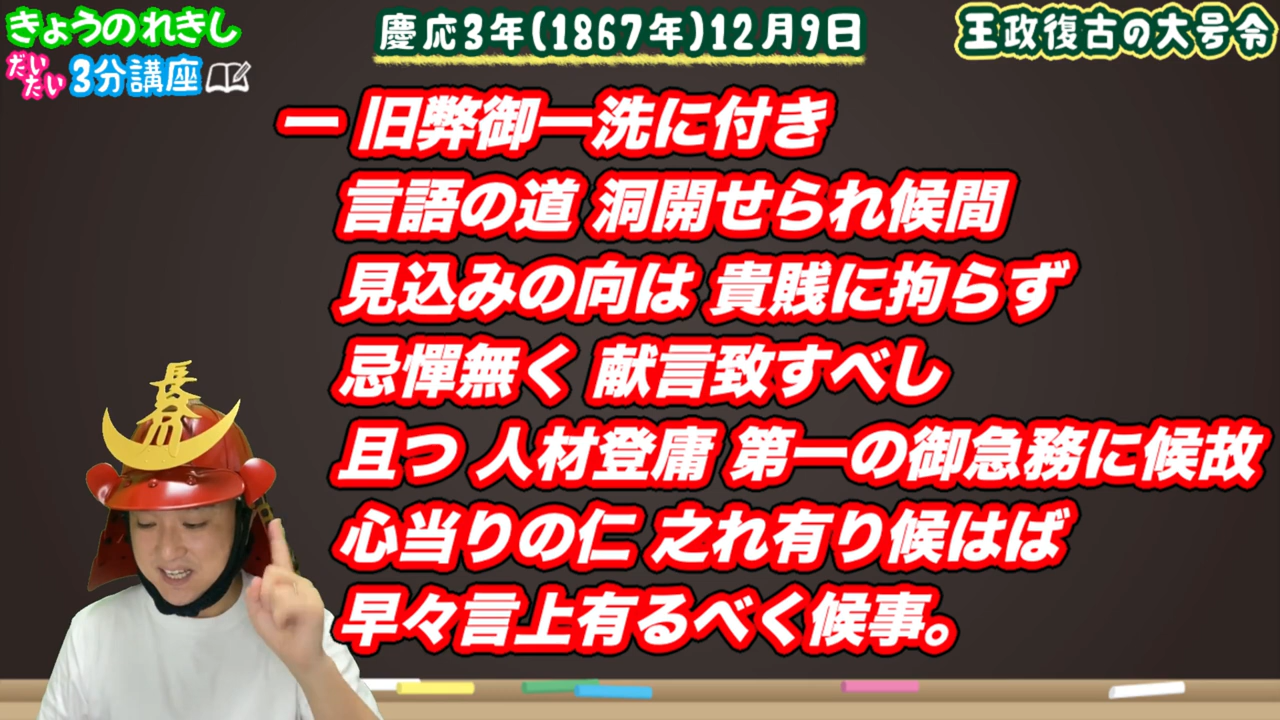 きょうのれきし
だいたい3分講座
慶応3年(1867年)12月9日
王政復古の大号令
一 旧弊御一洗に付き
言語の道 洞開せられ候間
見込みの向は 貴賎に拘らず
忌憚無く 献言致すべし
且つ 人材登庸 第一の御急務に候故
心当りの仁 之れ有り候はば
早々言上有るべく候事。